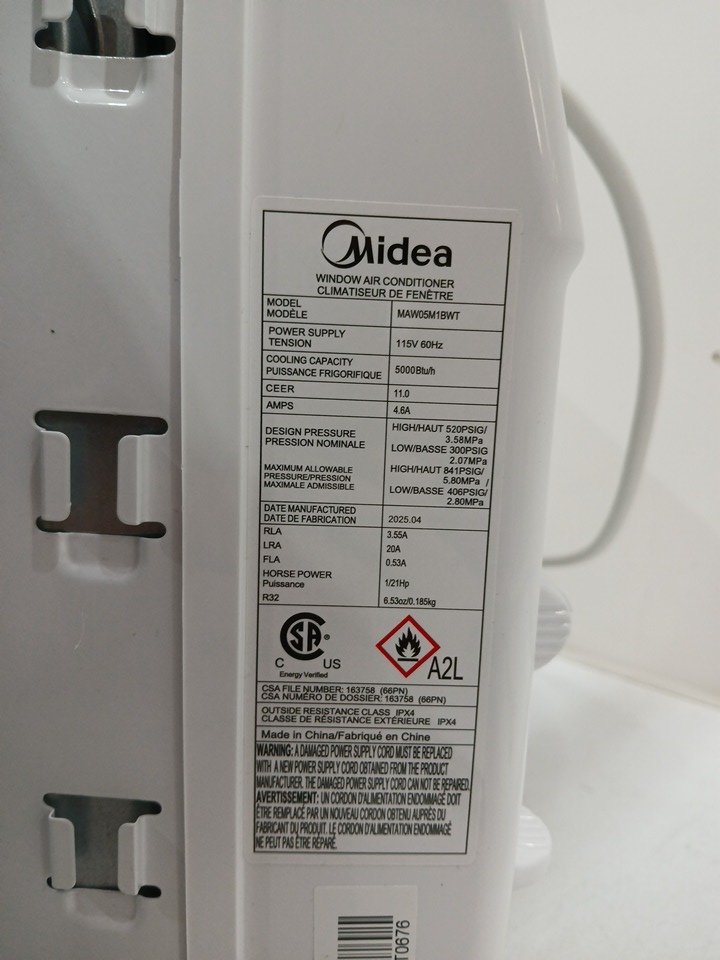 Midea
WINDOW AIR CONDITIONER
CLIMATISEUR DE FENÊTRE
MODEL
MODÈLE
MAW05M1BWT
POWER SUPPLY
TENSION
115V 60Hz
COOLING CAPACITY
PUISSANCE FRIGORIFIQUE
5000Btu/h
CEER
11.0
AMPS
4.6A
DESIGN PRESSURE
PRESSION NOMINALE
HIGH/HAUT 520PSIG/
3.58MPa
LOW/BASSE 300PSIG
2.07MPa
MAXIMUM ALLOWABLE
PRESSURE/PRESSION
MAXIMALE ADMISSIBLE
HIGH/HAUT 841PSIG/
5.80MPa /
LOW/BASSE 406PSIG/
2.80MPa
DATE MANUFACTURED
DATE DE FABRICATION
2025.04
RLA
3.55A
LRA
20A
FLA
0.53A
HORSE POWER
Puissance
1/21Hp
R32
6.53oz/0.185kg
CSA®
C US
Energy Verified
A2L
CSA FILE NUMBER: 163758 (66PN)
CSA NUMÉRO DE DOSSIER: 163758 (66PN)
OUTSIDE RESISTANCE CLASS IPX4
CLASSE DE RÉSISTANCE EXTÉRIEURE IPX4
Made in China/Fabriqué en Chine
WARNING: A DAMAGED POWER SUPPLY CORD MUST BE REPLACED
WITH A NEW POWER SUPPLY CORD OBTAINED FROM THE PRODUCT
MANUFACTURER. THE DAMAGED POWER SUPPLY CORD CAN NOT BE REPAIRED.
AVERTISSEMENT: UN CORDON D'ALIMENTATION ENDOMMAGÉ DOIT
ÊTRE REMPLACÉ PAR UN NOUVEAU CORDON OBTENU AUPRÈS DU
FABRICANT DU PRODUIT. LE CORDON D'ALIMENTATION ENDOMMAGÉ
NE PEUT PAS ÊTRE RÉPARÉ.
T0676